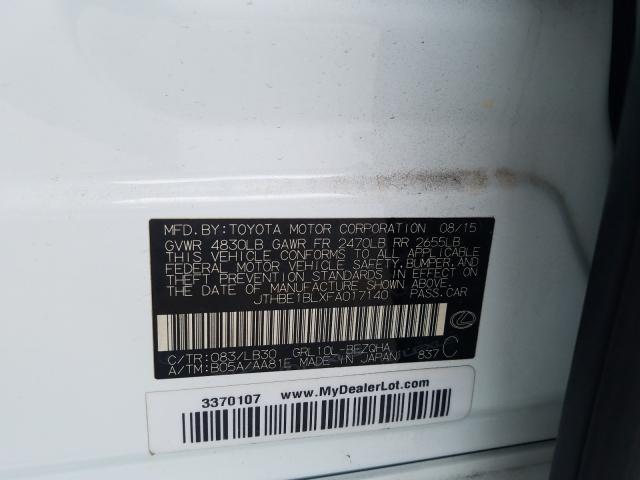 MFD. BY: TOYOTA MOTOR CORPORATION 08/15
GVWR 4830LB GAWR FR 2470LB RR 2655LB
THIS VEHICLE CONFORMS TO ALL APPLICABLE
FEDERAL MOTOR VEHICLE SAFETY, BUMPER, AND
THEFT PREVENTION STANDARDS IN EFFECT ON
THE DATE OF MANUFACTURE SHOWN ABOVE.
JTHBE1BLXFA017140 PASS. CAR
C/TR: 083/LB30 GRL10L-BEZQHA
A/TM: B05A/AA81E MADE IN JAPAN 837 C
3370107 www.MyDealerLot.com